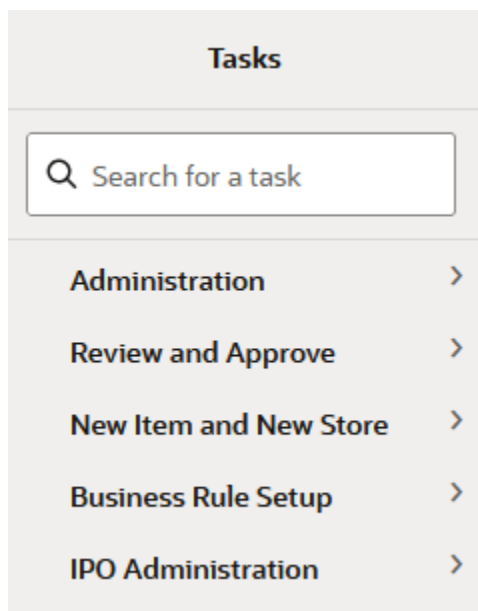 Tasks
Search for a task
Administration
Review and Approve
New Item and New Store
Business Rule Setup
IPO Administration